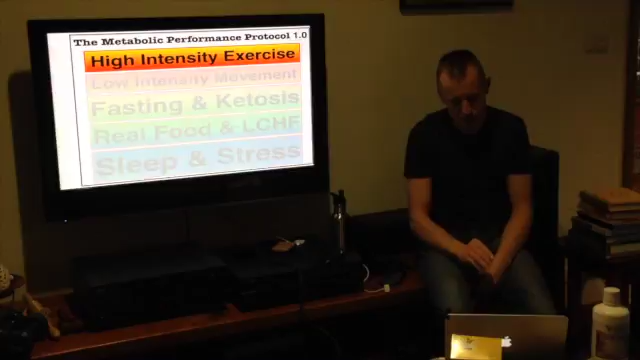 The Metabolic Performance Protocol 1.0
High Intensity Exercise
Low Intensity Movement
Fasting & Ketosis
Real Food & LCHF
Sleep & Stress